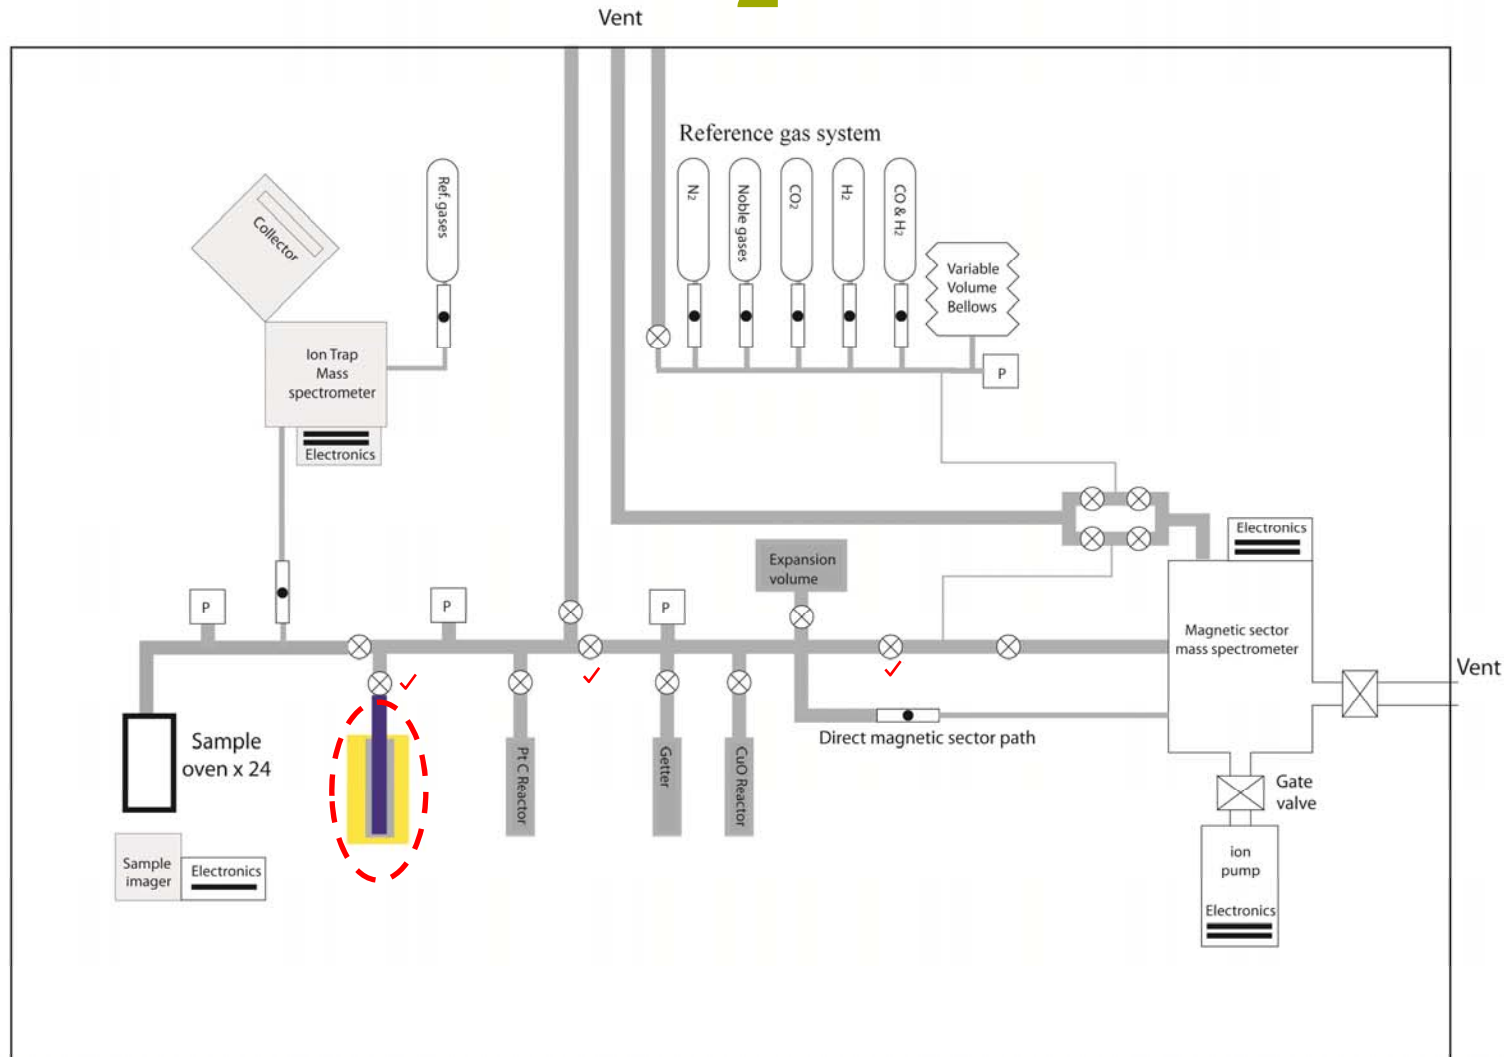 Vent
Reference gas system
Ref. gases
N2
Noble gases
CO2
H2
CO & H2
Collector
Variable
Volume
Bellows
Ion Trap
Mass
spectrometer
P
Electronics
Electronics
Expansion
volume
P
P
P
Magnetic sector
mass spectrometer
Vent
Direct magnetic sector path
Sample
oven x 24
Pt C Reactor
Getter
CuO Reactor
Gate
valve
Sample
imager
Electronics
ion
pump
Electronics